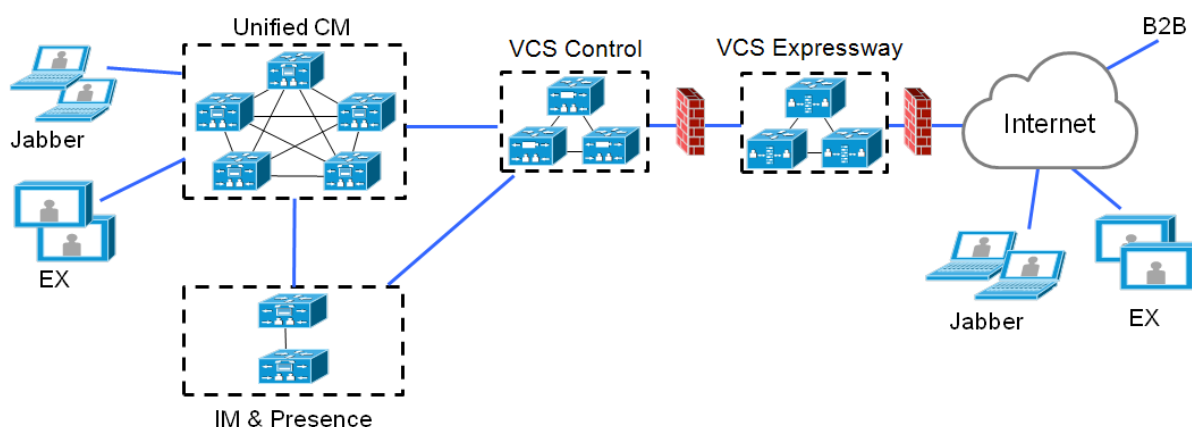 Unified CM
VCS Control
VCS Expressway
B2B
Jabber
Internet
EX
Jabber
EX
IM & Presence